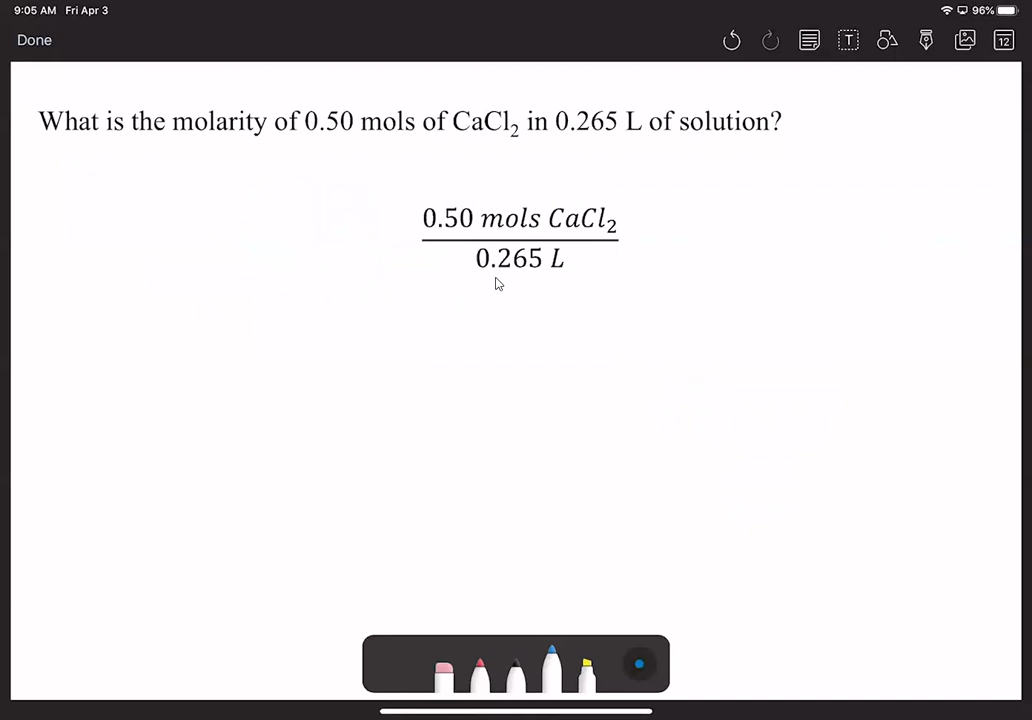 9:05 AM Fri Apr 3 96%
Done
T
12
What is the molarity of 0.50 mols of CaCl₂ in 0.265 L of solution?
0.50 mols CaCl₂
0.265 L